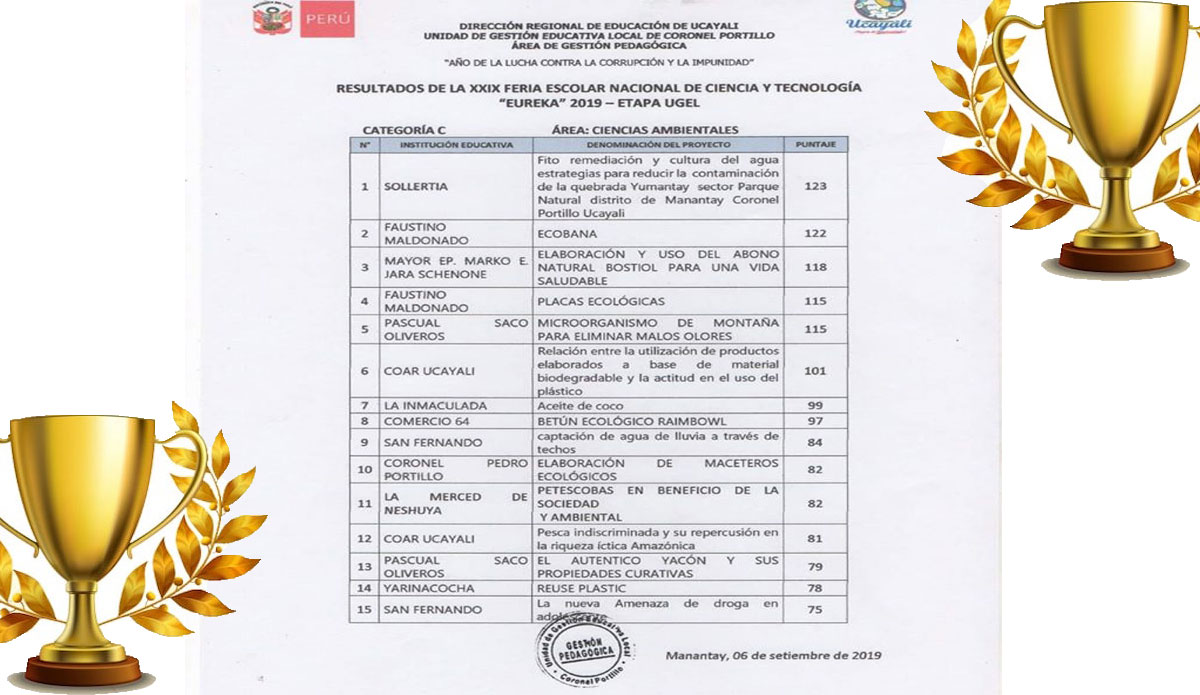 PERÚ
Ucayali
DIRECCIÓN REGIONAL DE EDUCACIÓN DE UCAYALI
UNIDAD DE GESTIÓN EDUCATIVA LOCAL DE CORONEL PORTILLO
ÁREA DE GESTIÓN PEDAGÓGICA
"AÑO DE LA LUCHA CONTRA LA CORRUPCIÓN Y LA IMPUNIDAD"
RESULTADOS DE LA XXIX FERIA ESCOLAR NACIONAL DE CIENCIA Y TECNOLOGÍA
"EUREKA" 2019 – ETAPA UGEL
CATEGORÍA C ÁREA: CIENCIAS AMBIENTALES
N° INSTITUCIÓN EDUCATIVA DENOMINACIÓN DEL PROYECTO PUNTAJE
1 SOLLERTIA Fito remediación y cultura del agua
estrategias para reducir la contaminación
de la quebrada Yumantay sector Parque
Natural distrito de Manantay Coronel
Portillo Ucayali 123
2 FAUSTINO
MALDONADO ECOBANA 122
3 MAYOR EP. MARKO E.
JARA SCHENONE ELABORACIÓN Y USO DEL ABONO
NATURAL BOSTIOL PARA UNA VIDA
SALUDABLE 118
4 FAUSTINO
MALDONADO PLACAS ECOLÓGICAS 115
5 PASCUAL SACO
OLIVEROS MICROORGANISMO DE MONTAÑA
PARA ELIMINAR MALOS OLORES 115
6 COAR UCAYALI Relación entre la utilización de productos
elaborados a base de material
biodegradable y la actitud en el uso del
plástico 101
7 LA INMACULADA Aceite de coco 99
8 COMERCIO 64 BETÚN ECOLÓGICO RAIMBOWL 97
9 SAN FERNANDO captación de agua de lluvia a través de
techos 84
10 CORONEL PEDRO
PORTILLO ELABORACIÓN DE MACETEROS
ECOLÓGICOS 82
11 LA MERCED DE
NESHUYA PETESCOBAS EN BENEFICIO DE LA
SOCIEDAD
Y AMBIENTAL 82
12 COAR UCAYALI Pesca indiscriminada y su repercusión en
la riqueza íctica Amazónica 81
13 PASCUAL SACO
OLIVEROS EL AUTENTICO YACÓN Y SUS
PROPIEDADES CURATIVAS 79
14 YARINACOCHA REUSE PLASTIC 78
15 SAN FERNANDO La nueva Amenaza de droga en
75
Unidad de Gestión Educativa Local
GESTIÓN
PEDAGÓGICA
Coronel Portillo
Manantay, 06 de setiembre de 2019